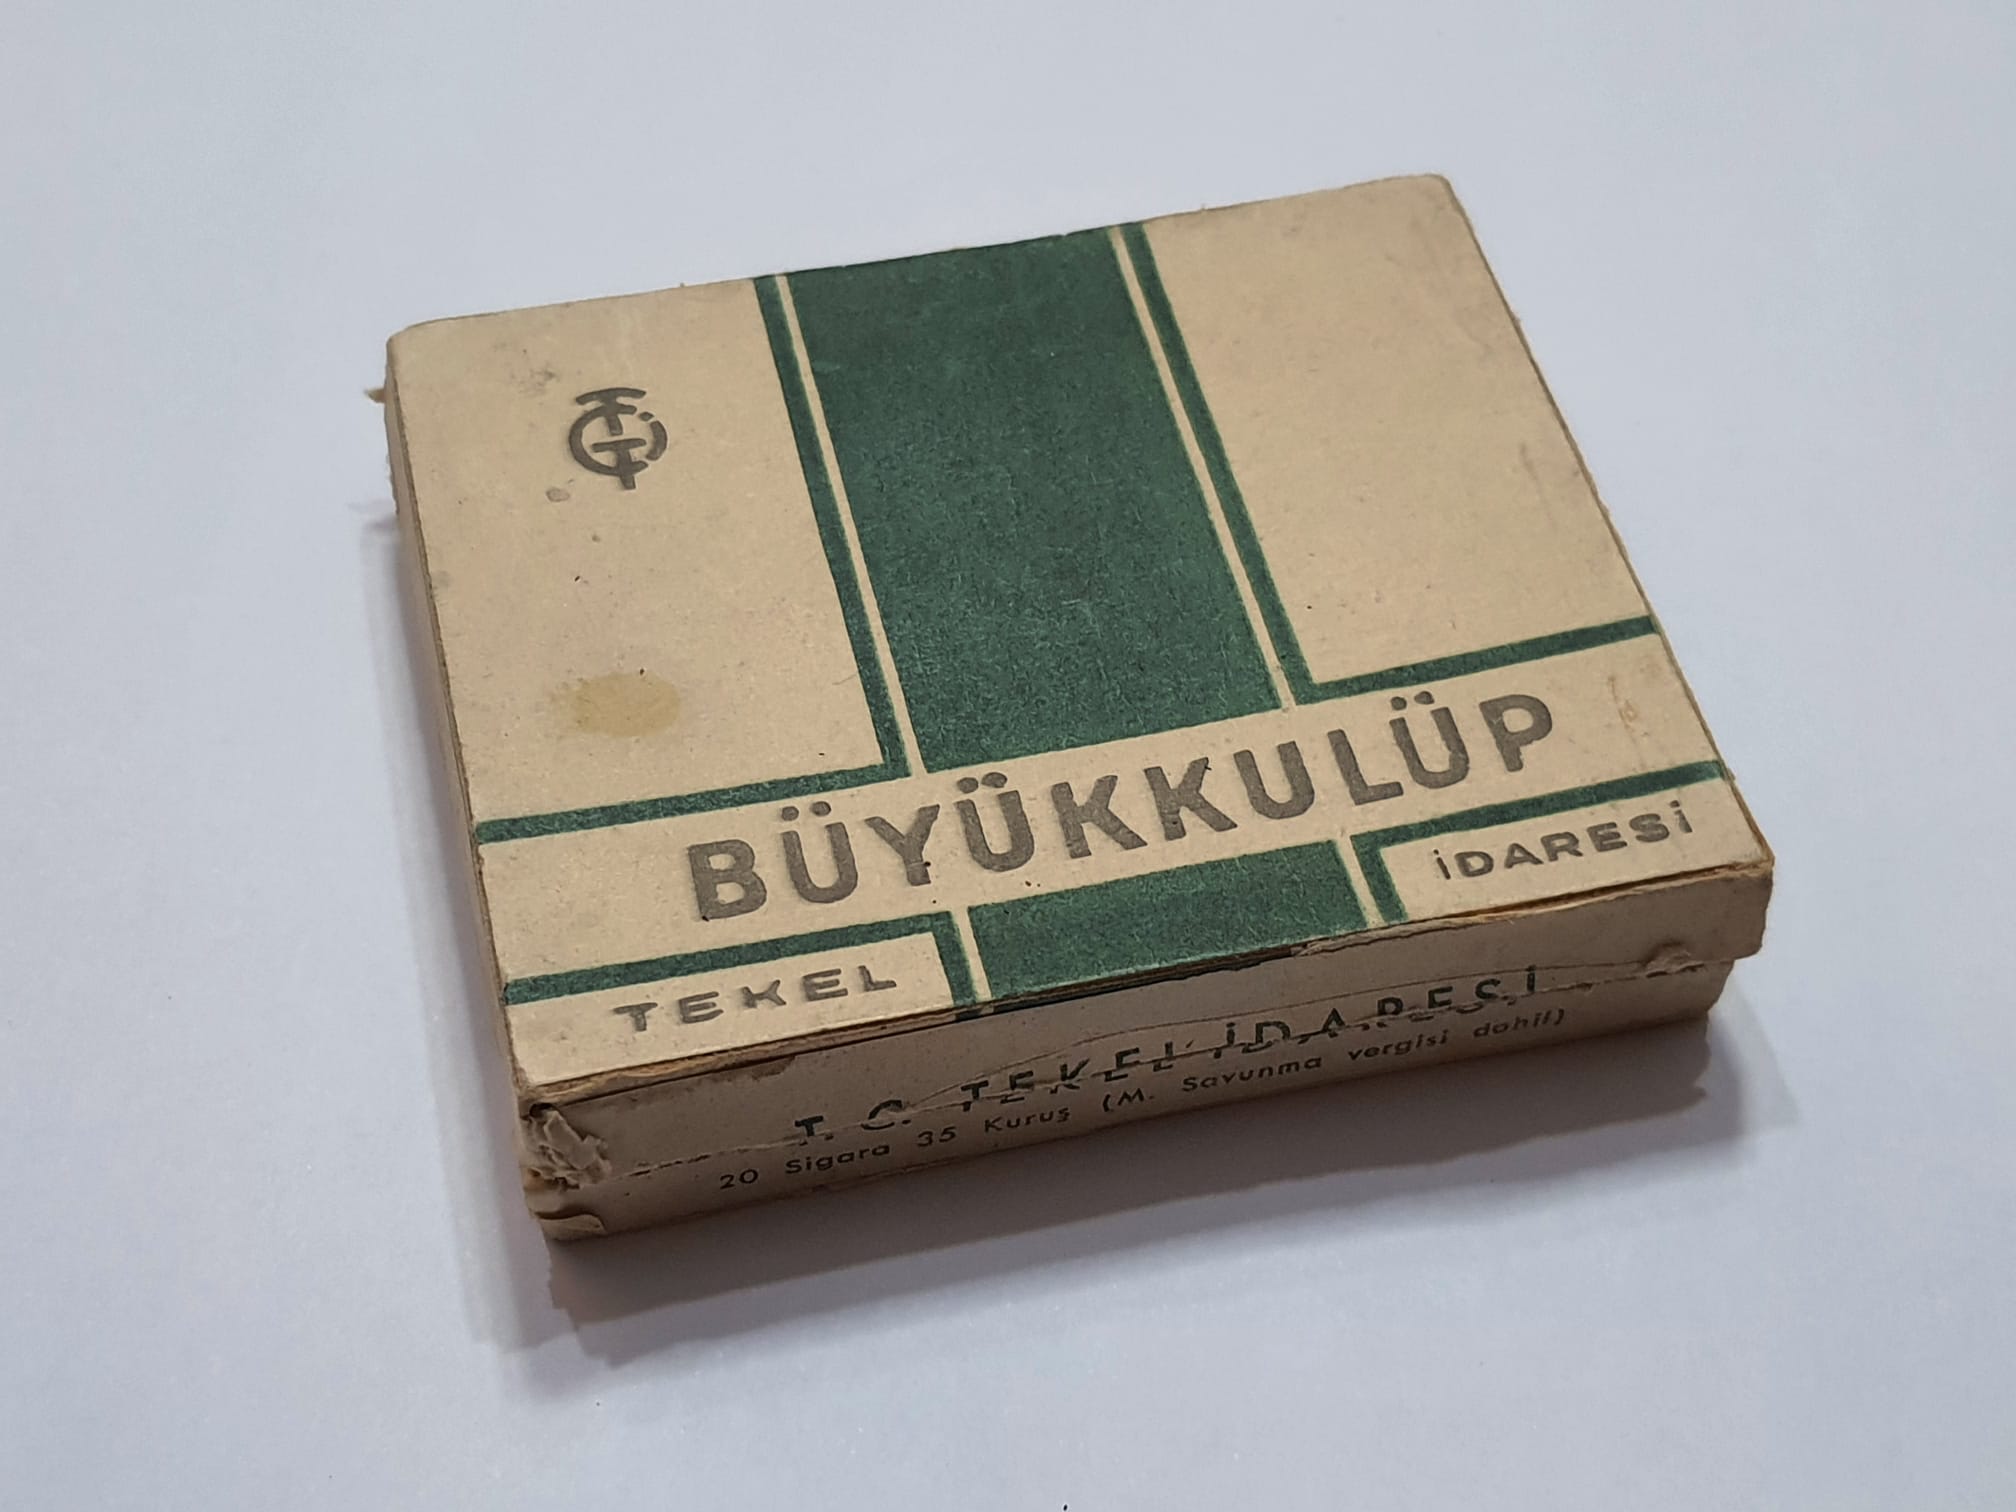 BÜYÜKKULÜP
TEKEL İDARESİ
T. C. TEKEL İDARESİ
20 Sigara 35 Kuruş (M. Savunma vergisi dahil)